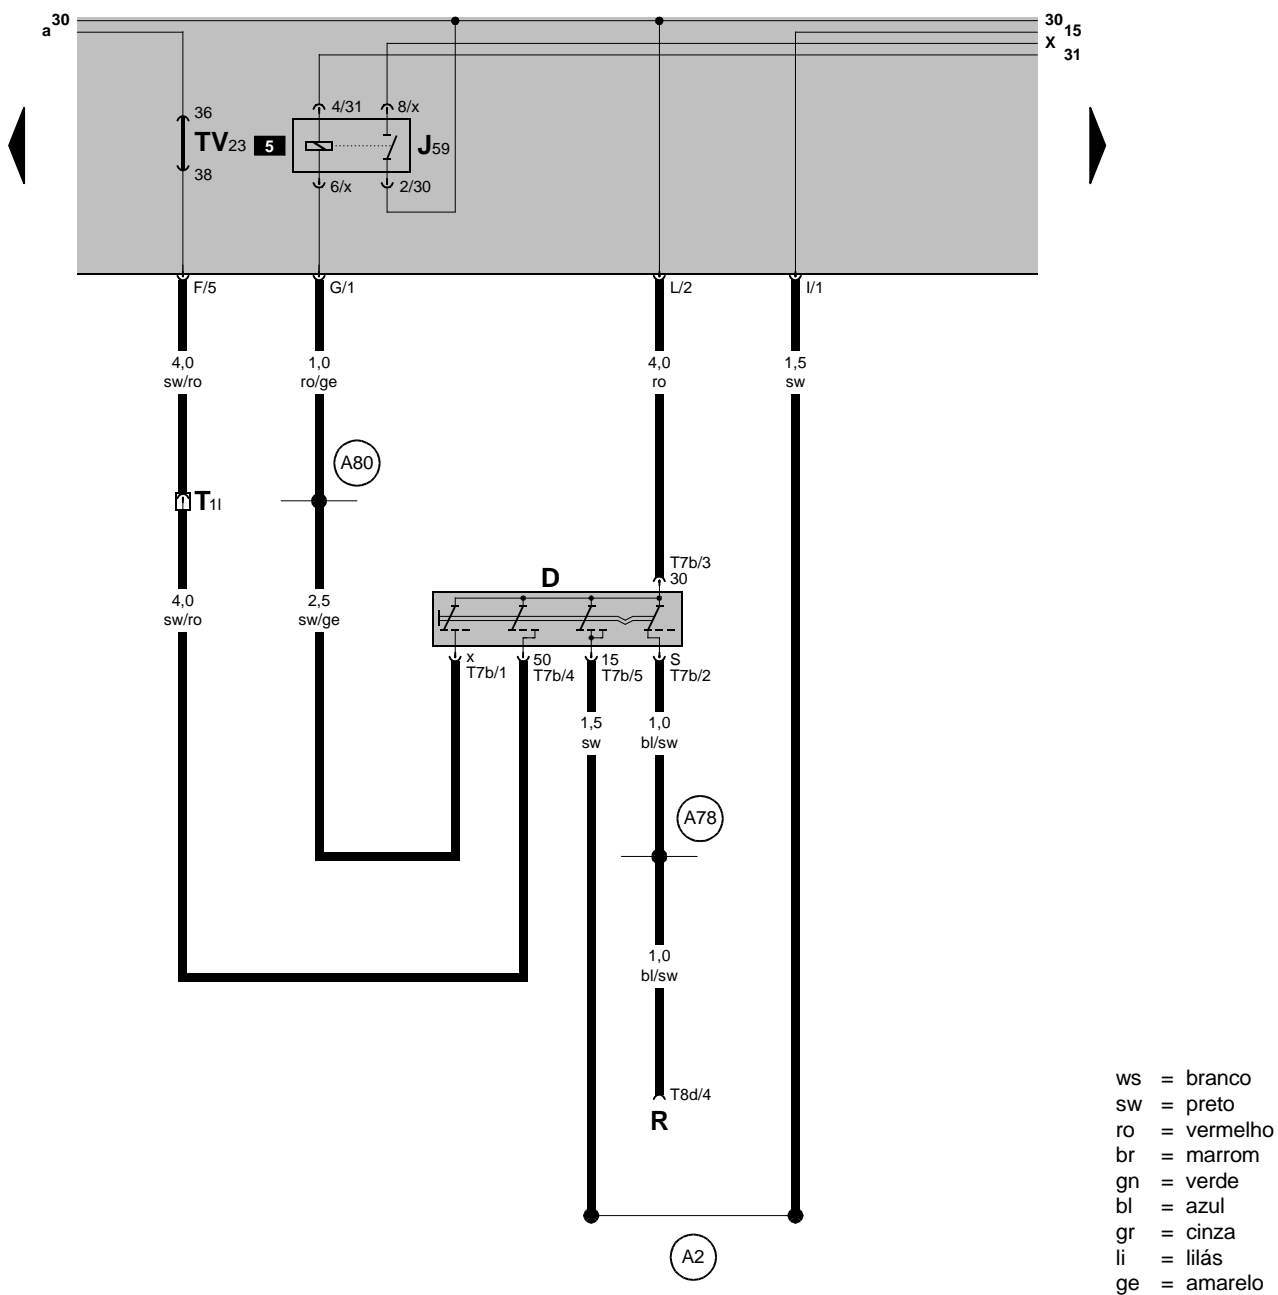 30
a
30
15
X
31
36
4/31
8/x
TV23
5
J59
38
6/x
2/30
F/5
G/1
L/2
I/1
4,0
sw/ro
1,0
ro/ge
4,0
ro
1,5
sw
A80
T1l
T7b/3
30
D
4,0
sw/ro
2,5
sw/ge
x
T7b/1
50
T7b/4
15
T7b/5
S
T7b/2
1,5
sw
1,0
bl/sw
A78
1,0
bl/sw
T8d/4
R
A2
ws = branco
sw = preto
ro = vermelho
br = marrom
gn = verde
bl = azul
gr = cinza
li = lilás
ge = amarelo